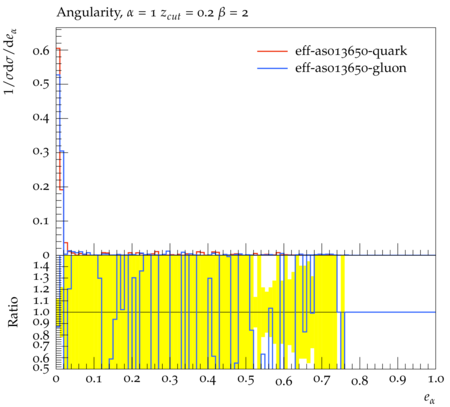 Angularity, α = 1 z_cut = 0.2 β = 2
1/σdσ/de_α
eff-as013650-quark
eff-as013650-gluon
0.6
0.5
0.4
0.3
0.2
0.1
0
Ratio
1.4
1.3
1.2
1.1
1.0
0.9
0.8
0.7
0.6
0.5
0 0.1 0.2 0.3 0.4 0.5 0.6 0.7 0.8 0.9 1.0
e_α